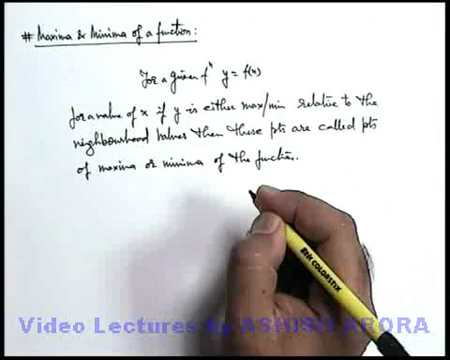 # Maxima & Minima of a function:
For a given fⁿ y = f(x)
for a value of x if y is either max/min relative to the
neighbourhood values then these pts are called pts
of maxima or minima of the function.
REYNOLDS COLORSTIX
Video Lectures by ASHISH ARORA